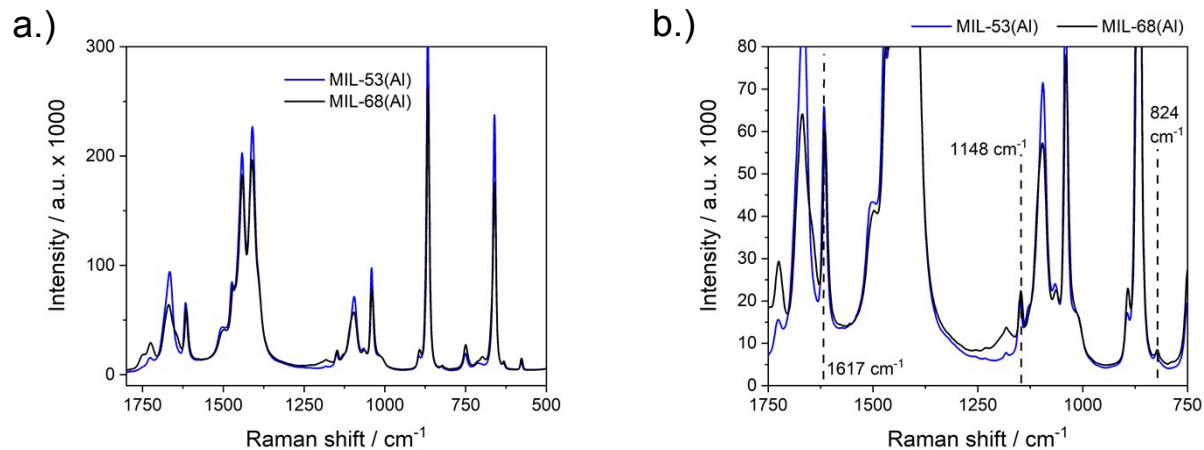 a.)
300
200
100
0
Intensity / a.u. x 1000
MIL-53(Al)
MIL-68(Al)
1750 1500 1250 1000 750 500
Raman shift / cm⁻¹
b.)
MIL-53(Al) MIL-68(Al)
80
70
60
50
40
30
20
10
0
Intensity / a.u. x 1000
824
cm⁻¹
1148 cm⁻¹
1617 cm⁻¹
1750 1500 1250 1000 750
Raman shift / cm⁻¹